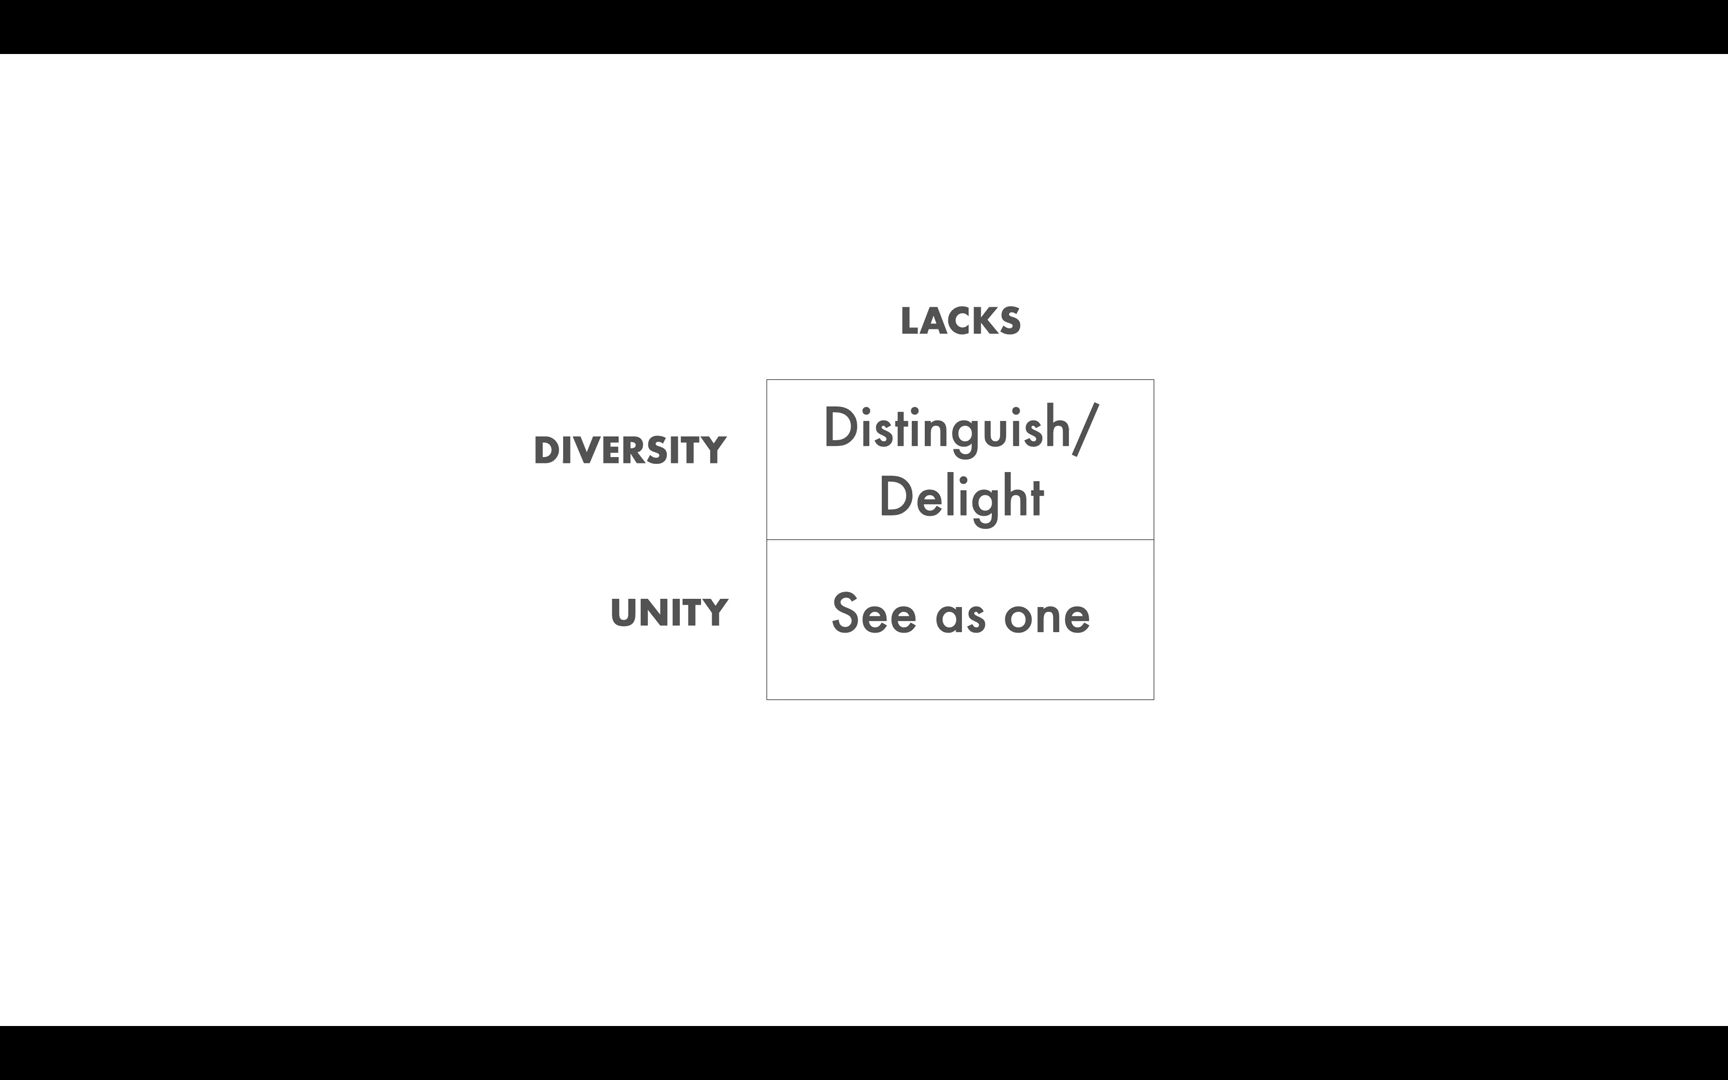 LACKS
DIVERSITY
Distinguish/
Delight
UNITY
See as one